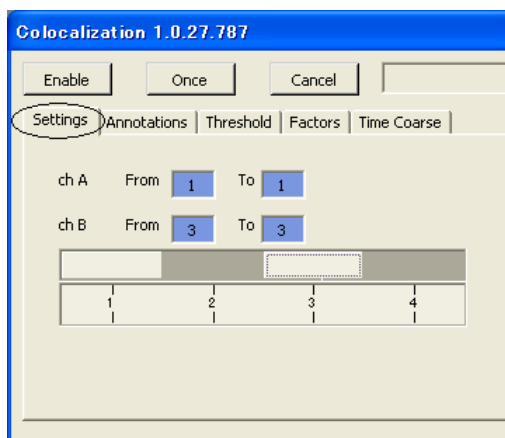 Colocalization 1.0.27.787
Enable Once Cancel
Settings Annotations Threshold Factors Time Coarse
ch A From 1 To 1
ch B From 3 To 3
1 2 3 4